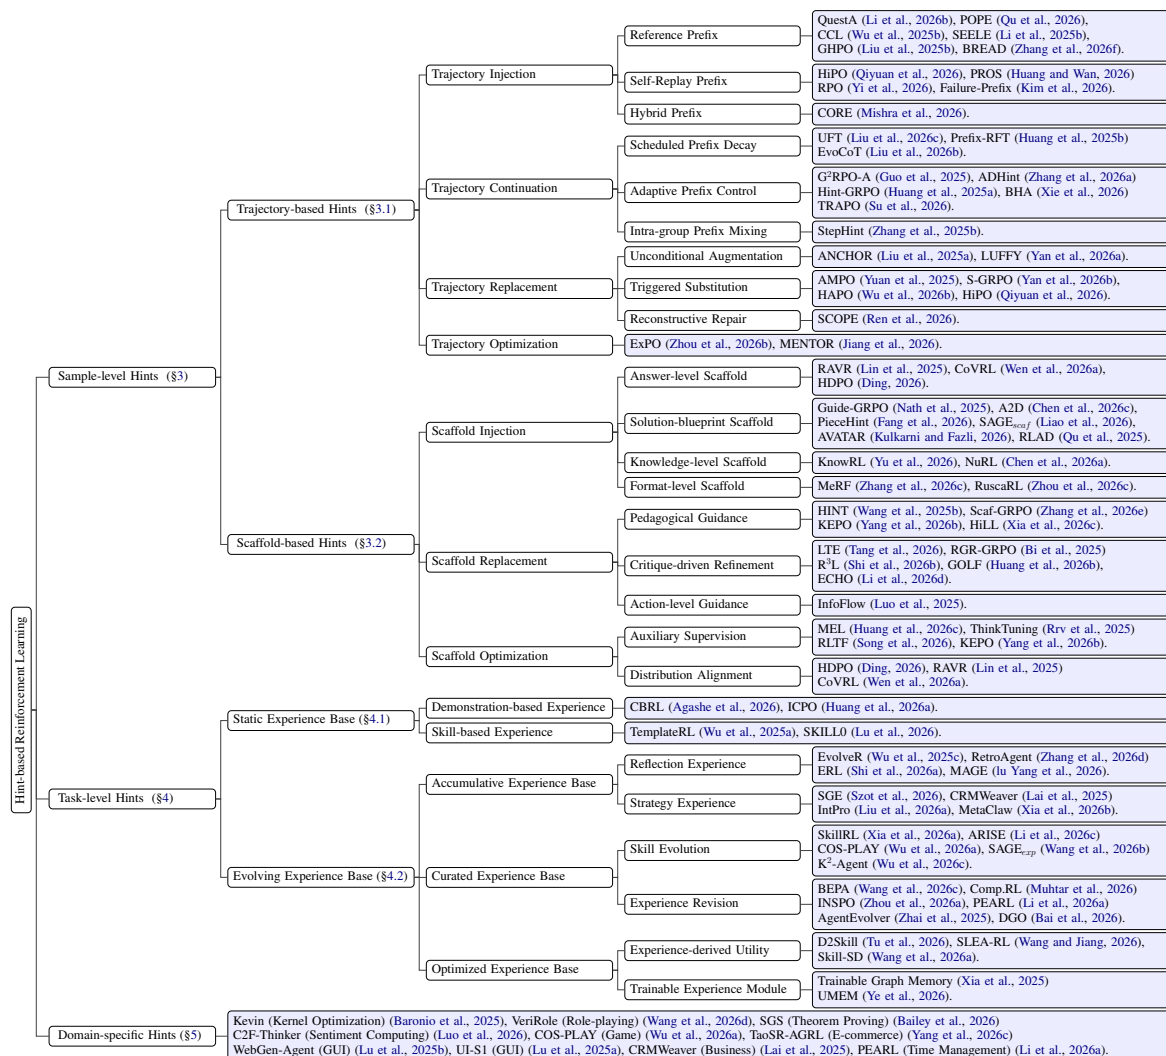 Hint-based Reinforcement Learning
Sample-level Hints (§3)
Trajectory-based Hints (§3.1)
Trajectory Injection
Reference Prefix
QuestA (Li et al., 2026b), POPE (Qu et al., 2026),
CCL (Wu et al., 2025b), SEELE (Li et al., 2025b),
GHPO (Liu et al., 2025b), BREAD (Zhang et al., 2026f).
Self-Replay Prefix
HiPO (Qiyuan et al., 2026), PROS (Huang and Wan, 2026)
RPO (Yi et al., 2026), Failure-Prefix (Kim et al., 2026).
Hybrid Prefix
CORE (Mishra et al., 2026).
Trajectory Continuation
Scheduled Prefix Decay
UFT (Liu et al., 2026c), Prefix-RFT (Huang et al., 2025b)
EvoCoT (Liu et al., 2026b).
Adaptive Prefix Control
G²RPO-A (Guo et al., 2025), ADHint (Zhang et al., 2026a)
Hint-GRPO (Huang et al., 2025a), BHA (Xie et al., 2026)
TRAPO (Su et al., 2026).
Intra-group Prefix Mixing
StepHint (Zhang et al., 2025b).
Trajectory Replacement
Unconditional Augmentation
ANCHOR (Liu et al., 2025a), LUFFY (Yan et al., 2026a).
Triggered Substitution
AMPO (Yuan et al., 2025), S-GRPO (Yan et al., 2026b),
HAPO (Wu et al., 2026b), HiPO (Qiyuan et al., 2026).
Reconstructive Repair
SCOPE (Ren et al., 2026).
Trajectory Optimization
ExPO (Zhou et al., 2026b), MENTOR (Jiang et al., 2026).
Scaffold-based Hints (§3.2)
Scaffold Injection
Answer-level Scaffold
RAVR (Lin et al., 2025), CoVRL (Wen et al., 2026a),
HDPO (Ding, 2026).
Solution-blueprint Scaffold
Guide-GRPO (Nath et al., 2025), A2D (Chen et al., 2026c),
PieceHint (Fang et al., 2026), SAGE_scaf (Liao et al., 2026),
AVATAR (Kulkarni and Fazli, 2026), RLAD (Qu et al., 2025).
Knowledge-level Scaffold
KnowRL (Yu et al., 2026), NuRL (Chen et al., 2026a).
Format-level Scaffold
MeRF (Zhang et al., 2026c), RuscaRL (Zhou et al., 2026c).
Scaffold Replacement
Pedagogical Guidance
HINT (Wang et al., 2025b), Scaf-GRPO (Zhang et al., 2026e)
KEPO (Yang et al., 2026b), HiLL (Xia et al., 2026c).
Critique-driven Refinement
LTE (Tang et al., 2026), RGR-GRPO (Bi et al., 2025)
R³L (Shi et al., 2026b), GOLF (Huang et al., 2026b),
ECHO (Li et al., 2026d).
Action-level Guidance
InfoFlow (Luo et al., 2025).
Scaffold Optimization
Auxiliary Supervision
MEL (Huang et al., 2026c), ThinkTuning (Rrv et al., 2025)
RLTF (Song et al., 2026), KEPO (Yang et al., 2026b).
Distribution Alignment
HDPO (Ding, 2026), RAVR (Lin et al., 2025)
CoVRL (Wen et al., 2026a).
Task-level Hints (§4)
Static Experience Base (§4.1)
Demonstration-based Experience
CBRL (Agashe et al., 2026), ICPO (Huang et al., 2026a).
Skill-based Experience
TemplateRL (Wu et al., 2025a), SKILL0 (Lu et al., 2026).
Evolving Experience Base (§4.2)
Accumulative Experience Base
Reflection Experience
EvolveR (Wu et al., 2025c), RetroAgent (Zhang et al., 2026d)
ERL (Shi et al., 2026a), MAGE (lu Yang et al., 2026).
Strategy Experience
SGE (Szot et al., 2026), CRMWeaver (Lai et al., 2025)
IntPro (Liu et al., 2026a), MetaClaw (Xia et al., 2026b).
Curated Experience Base
Skill Evolution
SkillRL (Xia et al., 2026a), ARISE (Li et al., 2026c)
COS-PLAY (Wu et al., 2026a), SAGE_exp (Wang et al., 2026b)
K²-Agent (Wu et al., 2026c).
Experience Revision
BEPA (Wang et al., 2026c), Comp.RL (Muhtar et al., 2026)
INSPO (Zhou et al., 2026a), PEARL (Li et al., 2026a)
AgentEvolver (Zhai et al., 2025), DGO (Bai et al., 2026).
Optimized Experience Base
Experience-derived Utility
D2Skill (Tu et al., 2026), SLEA-RL (Wang and Jiang, 2026),
Skill-SD (Wang et al., 2026a).
Trainable Experience Module
Trainable Graph Memory (Xia et al., 2025)
UMEM (Ye et al., 2026).
Domain-specific Hints (§5)
Kevin (Kernel Optimization) (Baronio et al., 2025), VeriRole (Role-playing) (Wang et al., 2026d), SGS (Theorem Proving) (Bailey et al., 2026)
C2F-Thinker (Sentiment Computing) (Luo et al., 2026), COS-PLAY (Game) (Wu et al., 2026a), TaoSR-AGRL (E-commerce) (Yang et al., 2026c)
WebGen-Agent (GUI) (Lu et al., 2025b), UI-S1 (GUI) (Lu et al., 2025a), CRMWeaver (Business) (Lai et al., 2025), PEARL (Time Management) (Li et al., 2026a).